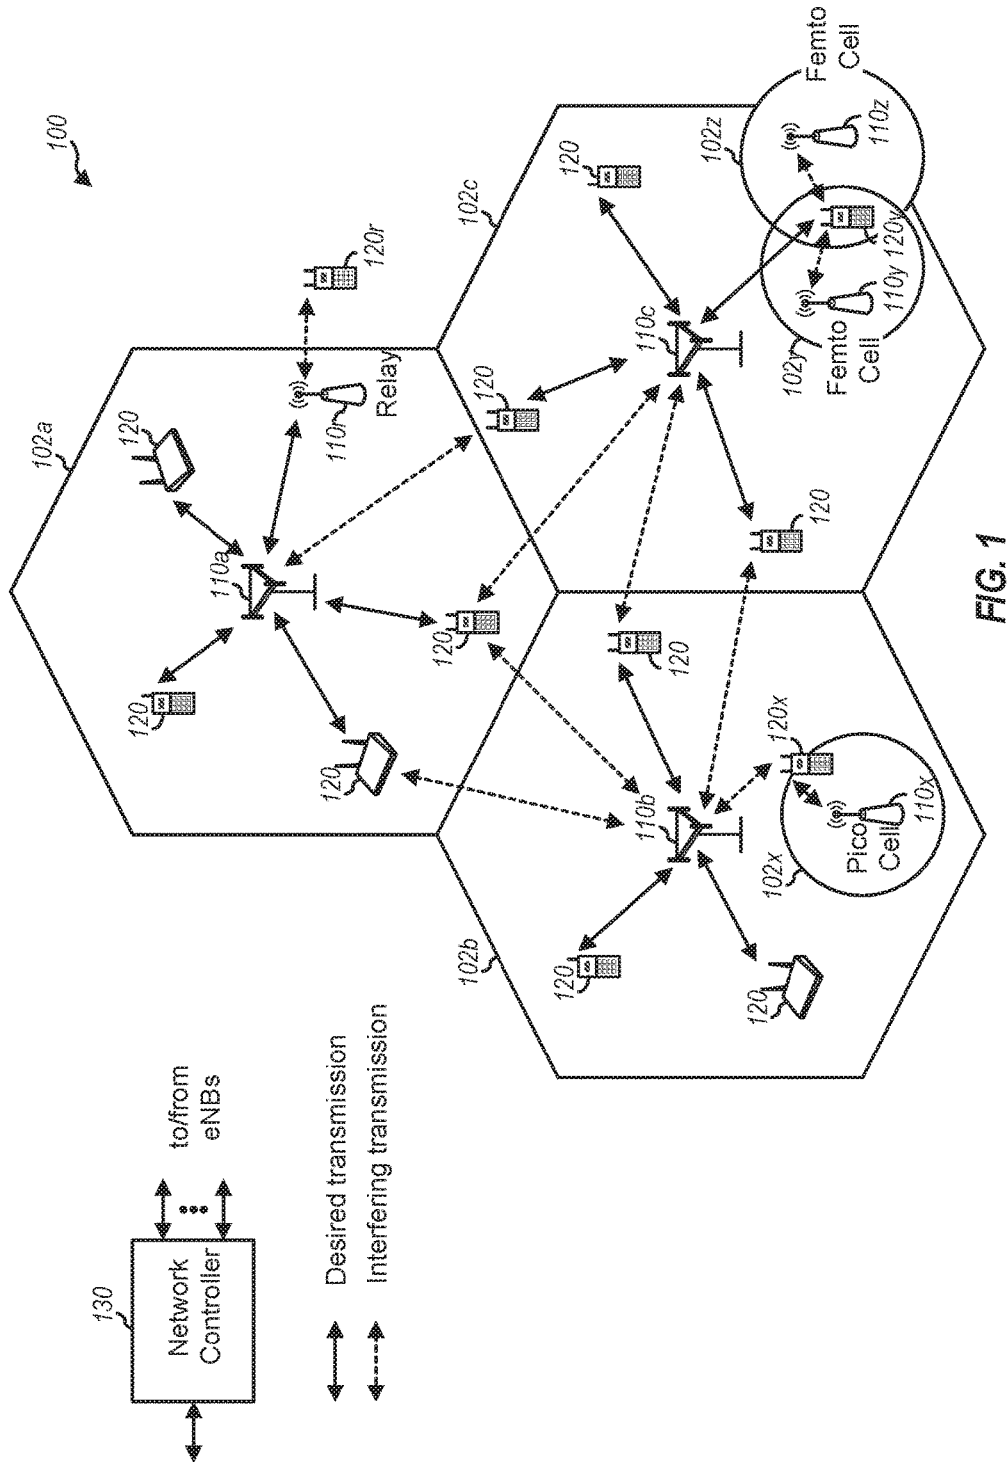 100
102a
130
Network
Controller
to/from
eNBs
120
120
110a
120
110r
Relay
120r
Desired transmission
Interfering transmission
120
102b
102c
120
120
120
110b
110c
120
102z
120
102x
120x
120
102y
Femto
Cell
Femto
Cell
Pico
Cell
110x
110y
120y
110z
FIG. 1